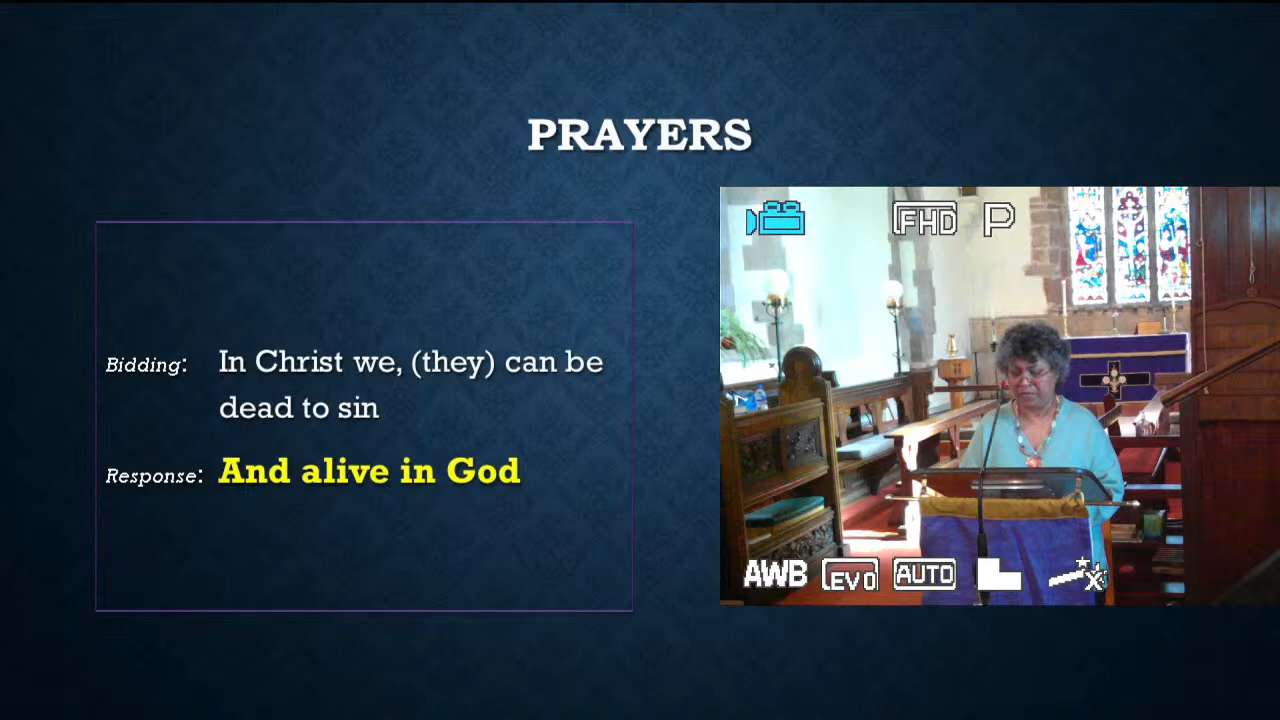 PRAYERS
Bidding: In Christ we, (they) can be
dead to sin
Response: And alive in God
FHD P
AWB EVO AUTO